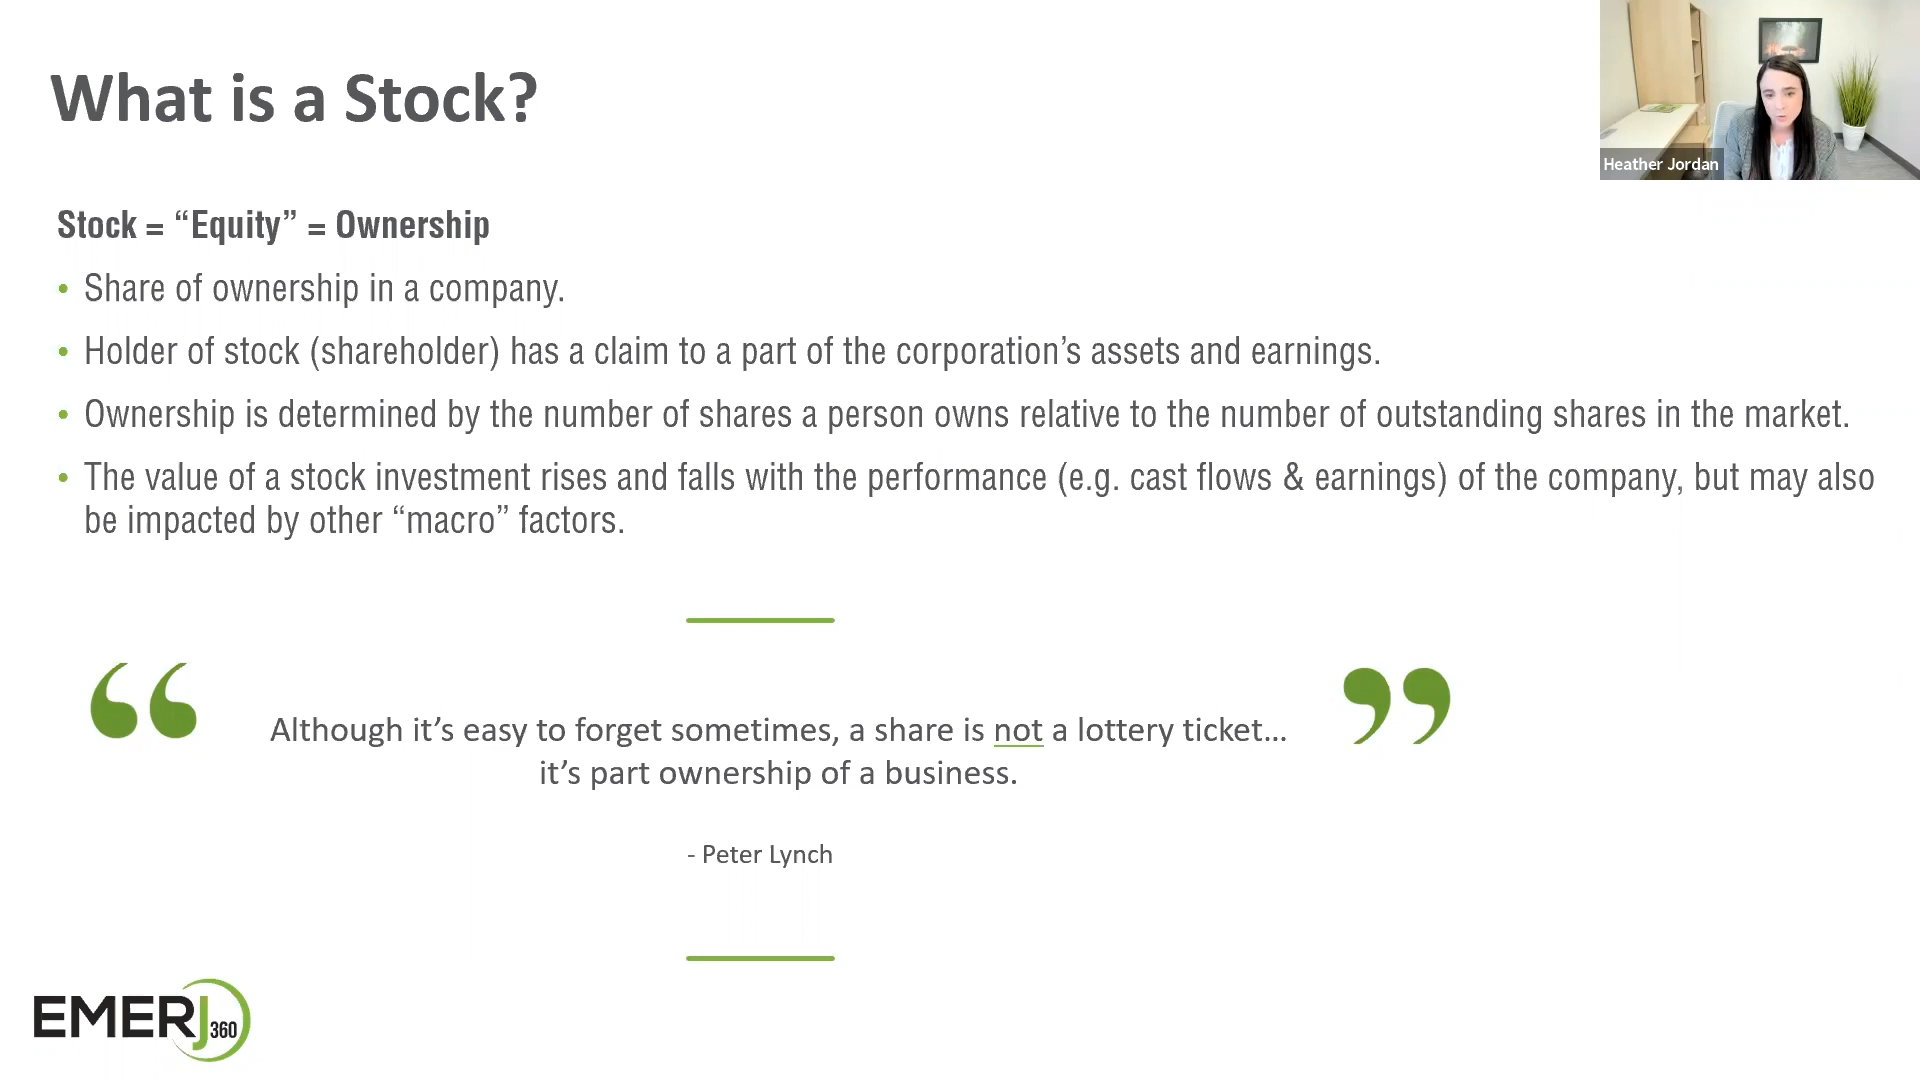 What is a Stock?
Heather Jordan
Stock = “Equity” = Ownership
• Share of ownership in a company.
• Holder of stock (shareholder) has a claim to a part of the corporation’s assets and earnings.
• Ownership is determined by the number of shares a person owns relative to the number of outstanding shares in the market.
• The value of a stock investment rises and falls with the performance (e.g. cast flows & earnings) of the company, but may also
be impacted by other “macro” factors.
“ Although it’s easy to forget sometimes, a share is not a lottery ticket... ”
it’s part ownership of a business.
- Peter Lynch
EMERJ360